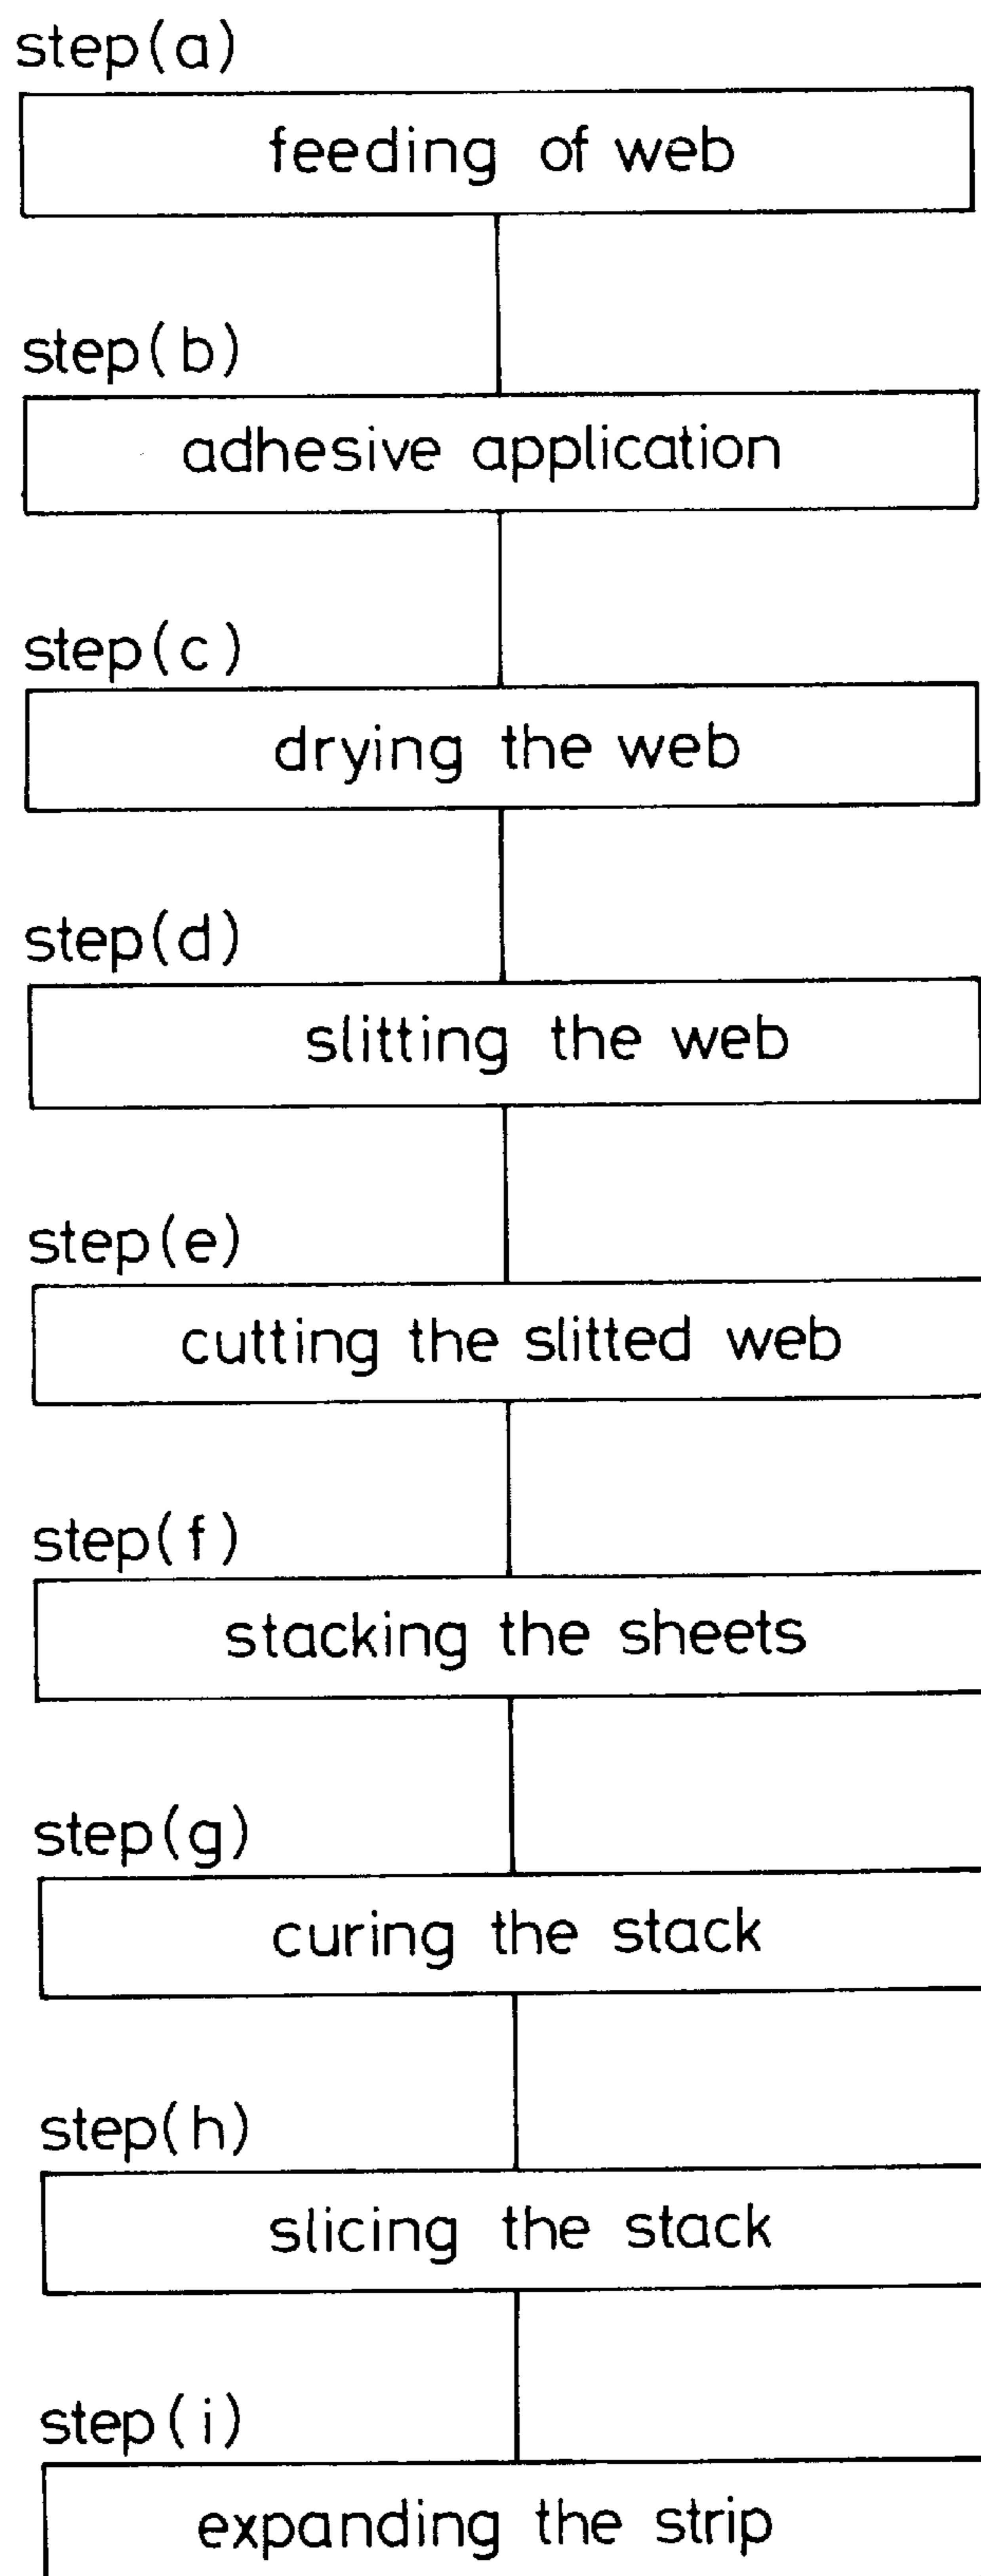 step(a)
feeding of web
step(b)
adhesive application
step(c)
drying the web
step(d)
slitting the web
step(e)
cutting the slitted web
step(f)
stacking the sheets
step(g)
curing the stack
step(h)
slicing the stack
step(i)
expanding the strip